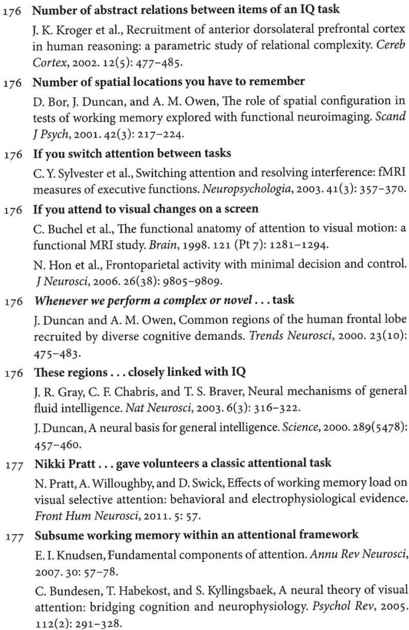 176 Number of abstract relations between items of an IQ task
J. K. Kroger et al., Recruitment of anterior dorsolateral prefrontal cortex
in human reasoning: a parametric study of relational complexity. Cereb
Cortex, 2002. 12(5): 477–485.
176 Number of spatial locations you have to remember
D. Bor, J. Duncan, and A. M. Owen, The role of spatial configuration in
tests of working memory explored with functional neuroimaging. Scand
J Psych, 2001. 42(3): 217–224.
176 If you switch attention between tasks
C. Y. Sylvester et al., Switching attention and resolving interference: fMRI
measures of executive functions. Neuropsychologia, 2003. 41(3): 357–370.
176 If you attend to visual changes on a screen
C. Buchel et al., The functional anatomy of attention to visual motion: a
functional MRI study. Brain, 1998. 121 (Pt 7): 1281–1294.
N. Hon et al., Frontoparietal activity with minimal decision and control.
J Neurosci, 2006. 26(38): 9805–9809.
176 Whenever we perform a complex or novel . . . task
J. Duncan and A. M. Owen, Common regions of the human frontal lobe
recruited by diverse cognitive demands. Trends Neurosci, 2000. 23(10):
475–483.
176 These regions . . . closely linked with IQ
J. R. Gray, C. F. Chabris, and T. S. Braver, Neural mechanisms of general
fluid intelligence. Nat Neurosci, 2003. 6(3): 316–322.
J. Duncan, A neural basis for general intelligence. Science, 2000. 289(5478):
457–460.
177 Nikki Pratt . . . gave volunteers a classic attentional task
N. Pratt, A. Willoughby, and D. Swick, Effects of working memory load on
visual selective attention: behavioral and electrophysiological evidence.
Front Hum Neurosci, 2011. 5: 57.
177 Subsume working memory within an attentional framework
E. I. Knudsen, Fundamental components of attention. Annu Rev Neurosci,
2007. 30: 57–78.
C. Bundesen, T. Habekost, and S. Kyllingsbaek, A neural theory of visual
attention: bridging cognition and neurophysiology. Psychol Rev, 2005.
112(2): 291–328.